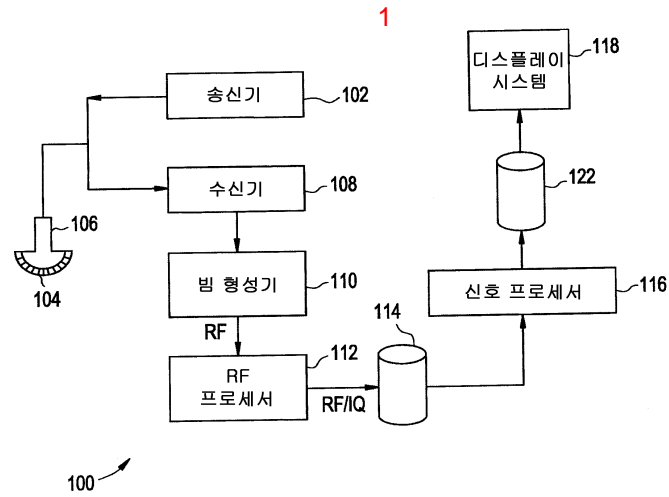 1
디스플레이
시스템
118
송신기
102
122
수신기
108
106
104
빔 형성기
110
신호 프로세서
116
RF
114
RF
프로세서
112
RF/IQ
100